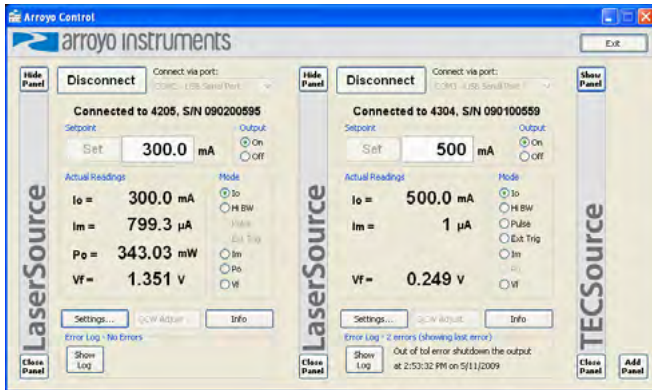 Arroyo Control
arroyo instruments
Exit
Hide Panel
Disconnect
Connect via port:
Connected to 4205, S/N 090200595
Setpoint
Output
Set
300.0 mA
On
Off
Actual Readings
Mode
Io = 300.0 mA
Im = 799.3 µA
Po = 343.03 mW
Vf = 1.351 V
Io
Hi BW
Pulse
Ext Trig
Im
Po
Vf
Settings...
QCW Adjust
Info
Error Log - No Errors
Show Log
LaserSource
Close Panel
Hide Panel
Disconnect
Connect via port:
Connected to 4304, S/N 090100559
Setpoint
Output
Set
500 mA
On
Off
Actual Readings
Mode
Io = 500.0 mA
Im = 1 µA
Vf = 0.249 V
Io
Hi BW
Pulse
Ext Trig
Im
Po
Vf
Settings...
QCW Adjust
Info
Error Log - 2 errors (showing last error)
Show Log
Out of tol error shutdown the output
at 2:53:32 PM on 5/11/2009
LaserSource
Close Panel
Show Panel
TECSource
Close Panel
Add Panel